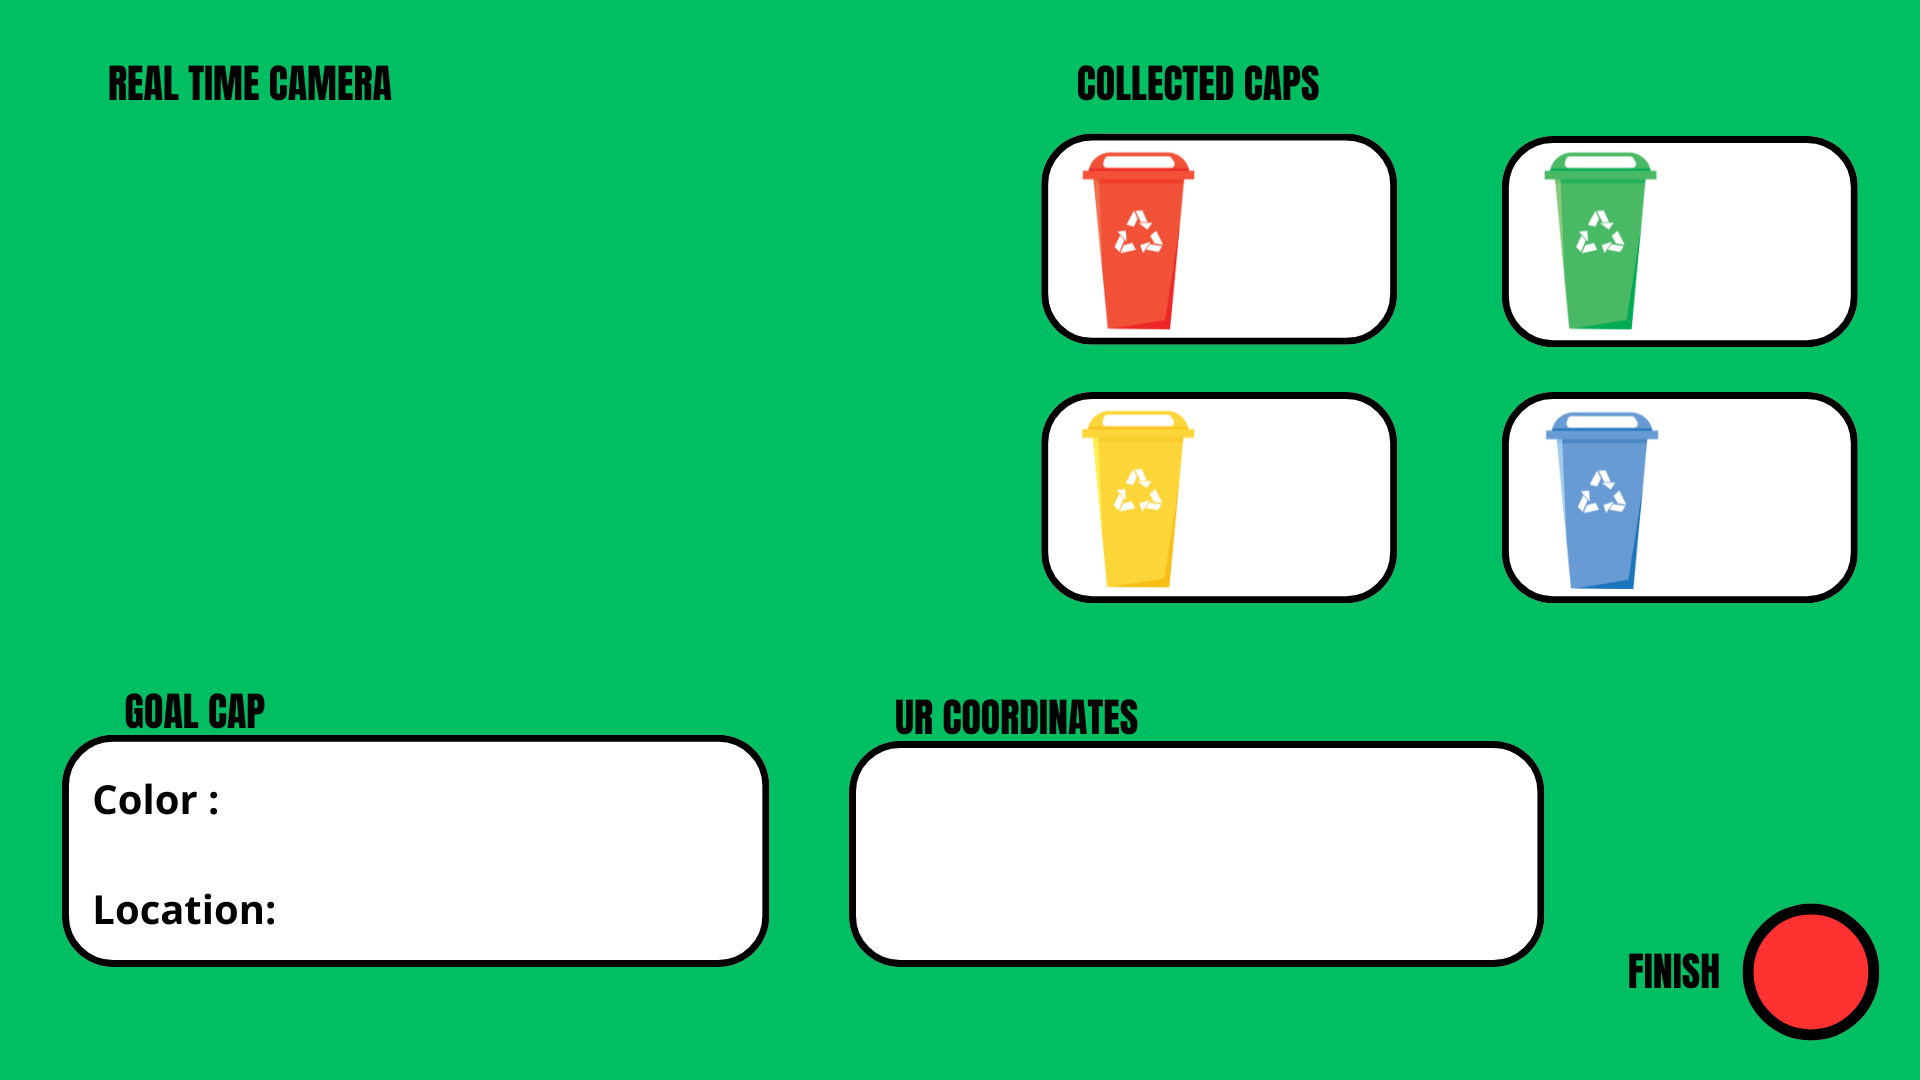 REAL TIME CAMERA
COLLECTED CAPS
GOAL CAP
Color :
Location:
UR COORDINATES
FINISH